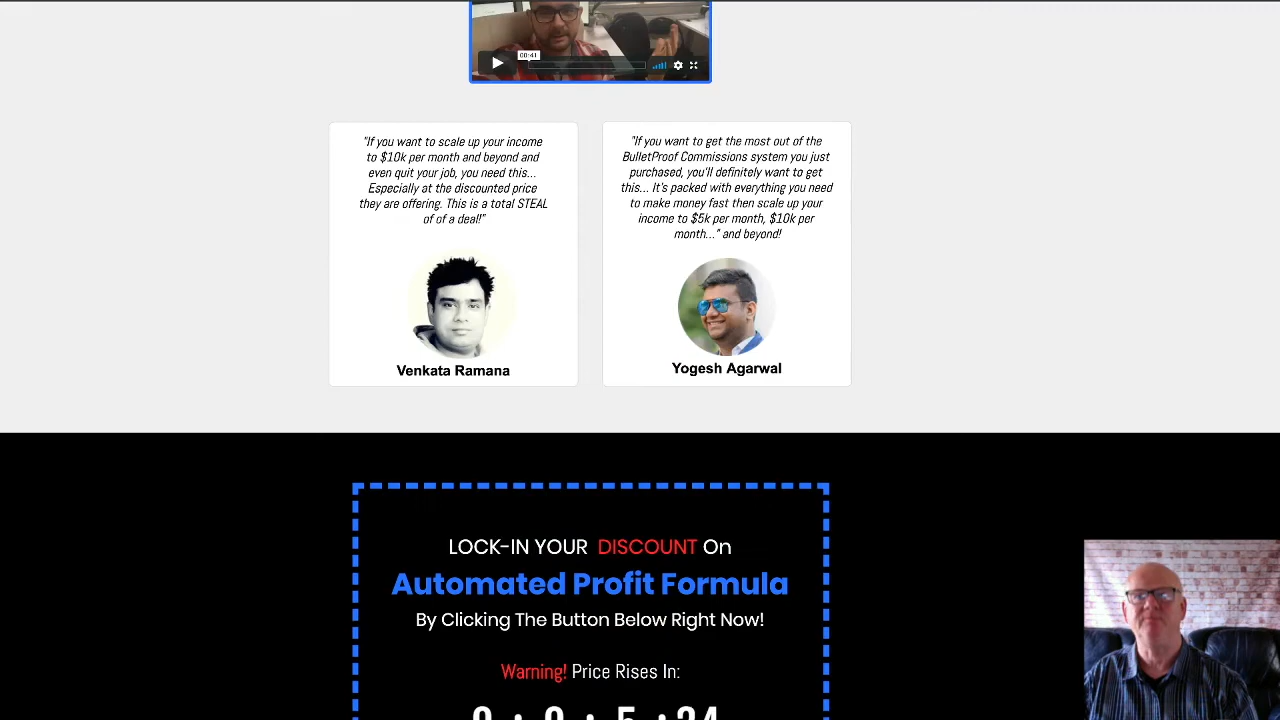 00:41
"If you want to scale up your income
to $10k per month and beyond and
even quit your job, you need this...
Especially at the discounted price
they are offering. This is a total STEAL
of of a deal!"
Venkata Ramana
"If you want to get the most out of the
BulletProof Commissions system you just
purchased, you'll definitely want to get
this... It's packed with everything you need
to make money fast then scale up your
income to $5k per month, $10k per
month..." and beyond!
Yogesh Agarwal
LOCK-IN YOUR DISCOUNT On
Automated Profit Formula
By Clicking The Button Below Right Now!
Warning! Price Rises In: